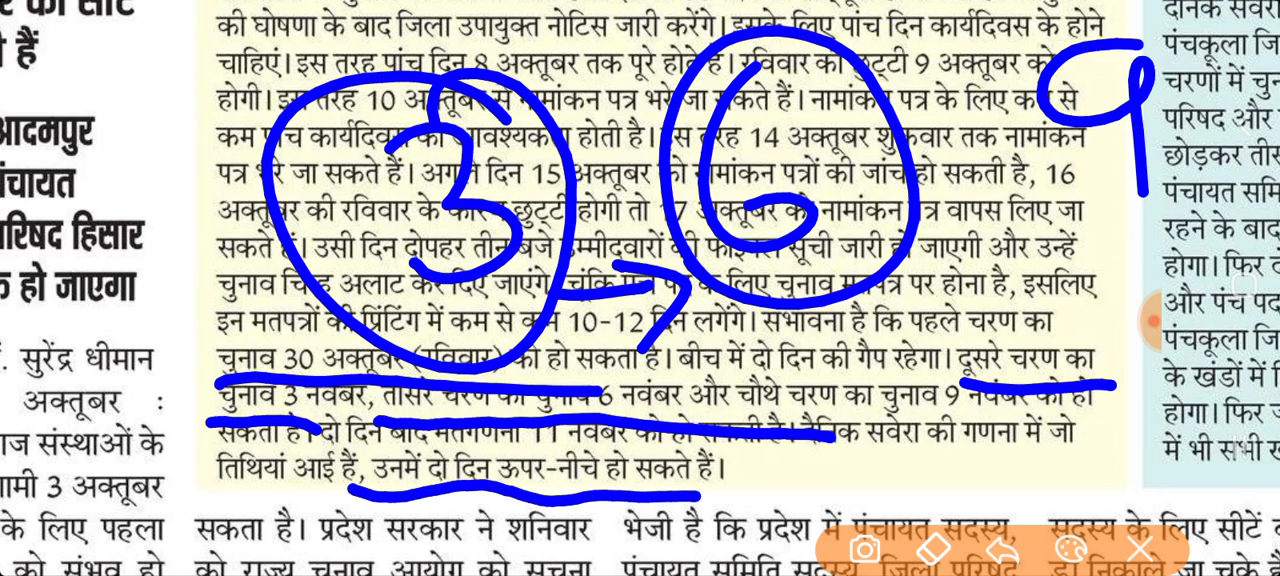 र की सीट
ी हैं
आदमपुर
पंचायत
परिषद हिसार
क हो जाएगा
. सुरेंद्र धीमान
अक्तूबर :
राज संस्थाओं के
गामी 3 अक्तूबर
के लिए पहला
को संभव हो
की घोषणा के बाद जिला उपायुक्त नोटिस जारी करेंगे। इसके लिए पांच दिन कार्यदिवस के होने
चाहिएं। इस तरह पांच दिन 8 अक्तूबर तक पूरे होते हैं। रविवार की छुट्टी 9 अक्तूबर को
होगी। इस तरह 10 अक्तूबर से नामांकन पत्र भरे जा सकते हैं। नामांकन पत्र के लिए कम से
कम पांच कार्यदिवस की आवश्यकता होती है। इस तरह 14 अक्तूबर शुक्रवार तक नामांकन
पत्र भरे जा सकते हैं। अगले दिन 15 अक्तूबर को नामांकन पत्रों की जांच हो सकती है, 16
अक्तूबर की रविवार के कारण छुट्टी होगी तो 17 अक्तूबर को नामांकन पत्र वापस लिए जा
सकते हैं। उसी दिन दोपहर तीन बजे उम्मीदवारों की फाइनल सूची जारी हो जाएगी और उन्हें
चुनाव चिह्न अलाट कर दिए जाएंगे, चूंकि पंच पद के लिए चुनाव मतपत्र पर होना है, इसलिए
इन मतपत्रों की प्रिंटिंग में कम से कम 10-12 दिन लगेंगे। संभावना है कि पहले चरण का
चुनाव 30 अक्तूबर (रविवार) को हो सकता है। बीच में दो दिन की गैप रहेगा। दूसरे चरण का
चुनाव 3 नवंबर, तीसरे चरण का चुनाव 6 नवंबर और चौथे चरण का चुनाव 9 नवंबर को हो
सकता है। दो दिन बाद मतगणना 11 नवंबर को हो सकती है। दैनिक सवेरा की गणना में जो
तिथियां आई हैं, उनमें दो दिन ऊपर-नीचे हो सकते हैं।
3 → 6 9
सकता है। प्रदेश सरकार ने शनिवार
को राज्य चुनाव आयोग को सूचना
भेजी है कि प्रदेश में पंचायत सदस्य,
पंचायत समिति सदस्य, जिला परिषद
सदस्य के लिए सीटें
ड्रा निकाले जा चुके हैं
दैनिक सवेरा
पंचकूला जि
चरणों में चुन
परिषद और
छोड़कर तीस
पंचायत समि
रहने के बाद
होगा। फिर द
और पंच पद
पंचकूला जि
के खंडों में f
होगा। फिर ज
में भी सभी ख